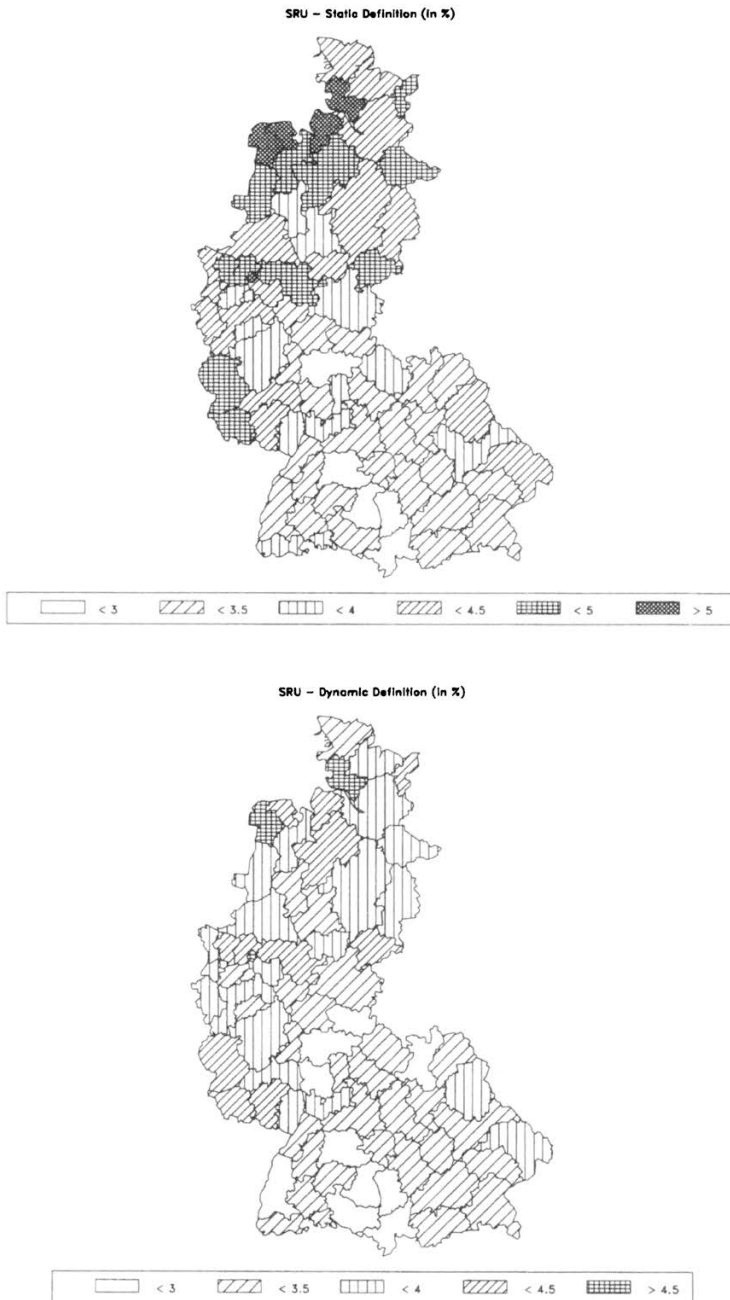 SRU – Static Definition (in %)
< 3 < 3.5 < 4 < 4.5 < 5 > 5
SRU – Dynamic Definition (in %)
< 3 < 3.5 < 4 < 4.5 > 4.5